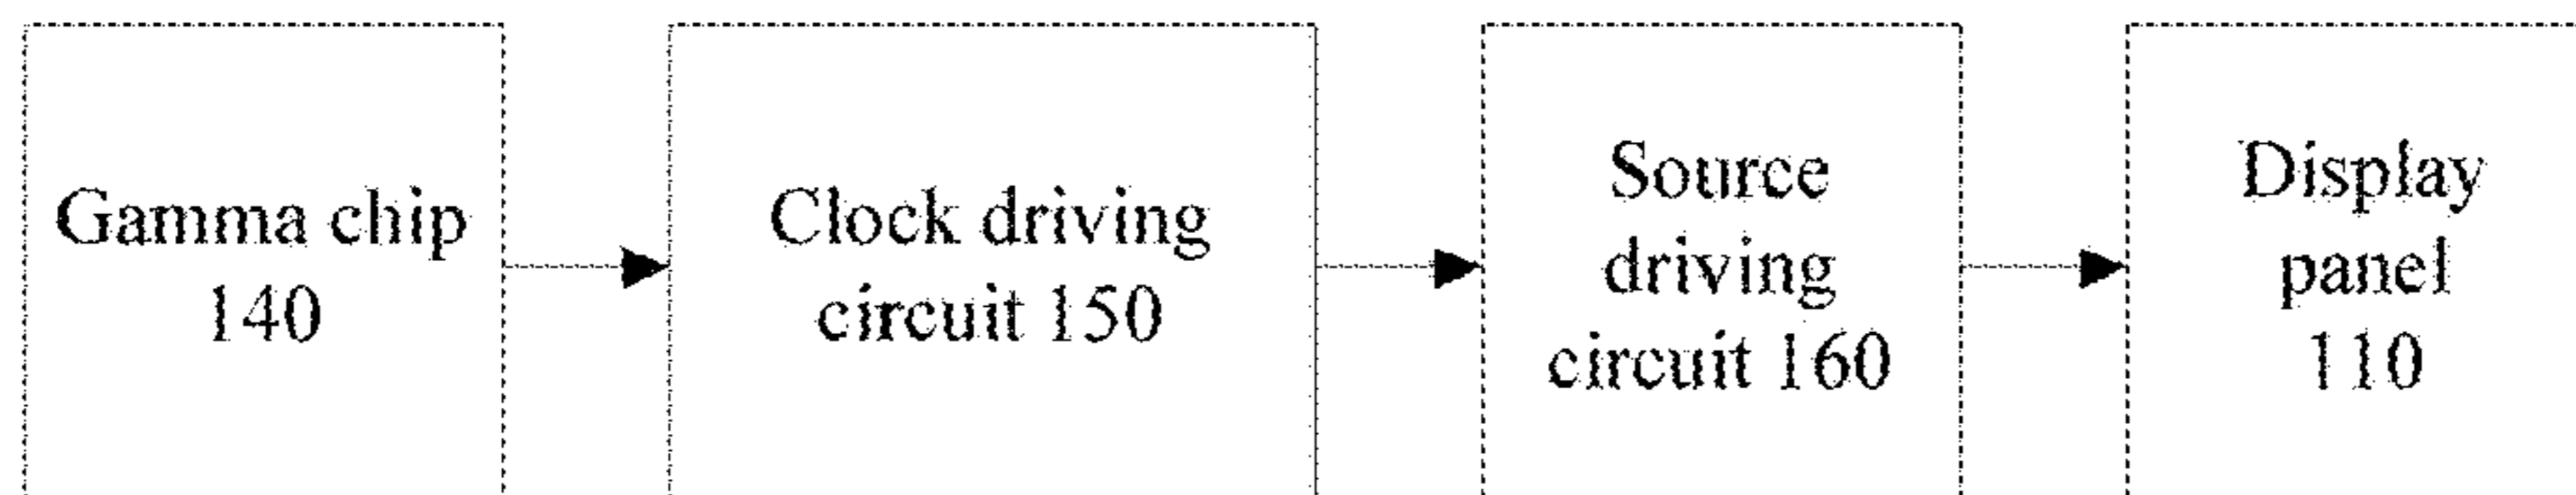 Gamma chip
140
Clock driving
circuit 150
Source
driving
circuit 160
Display
panel
110